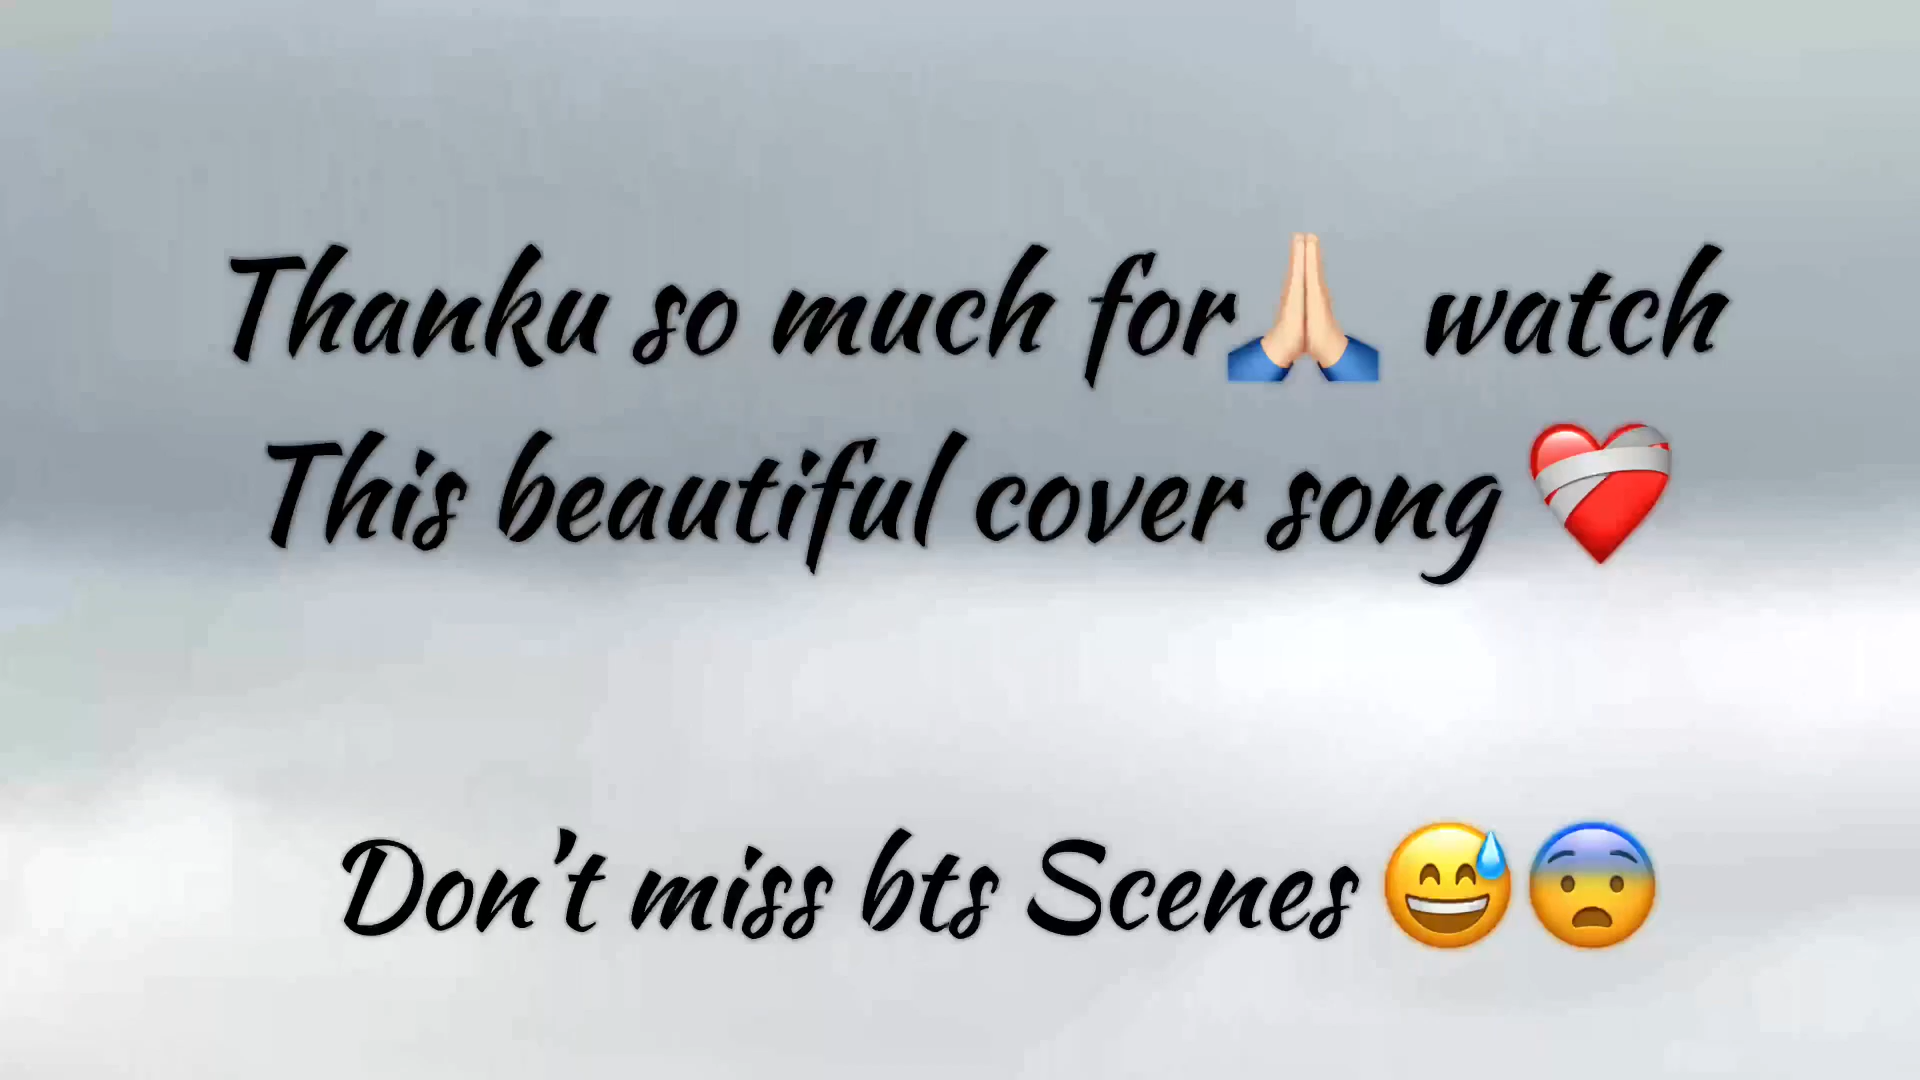 Thanku so much for🙏🏻 watch
This beautiful cover song ❤️‍🩹
Don't miss bts Scenes 😅😨